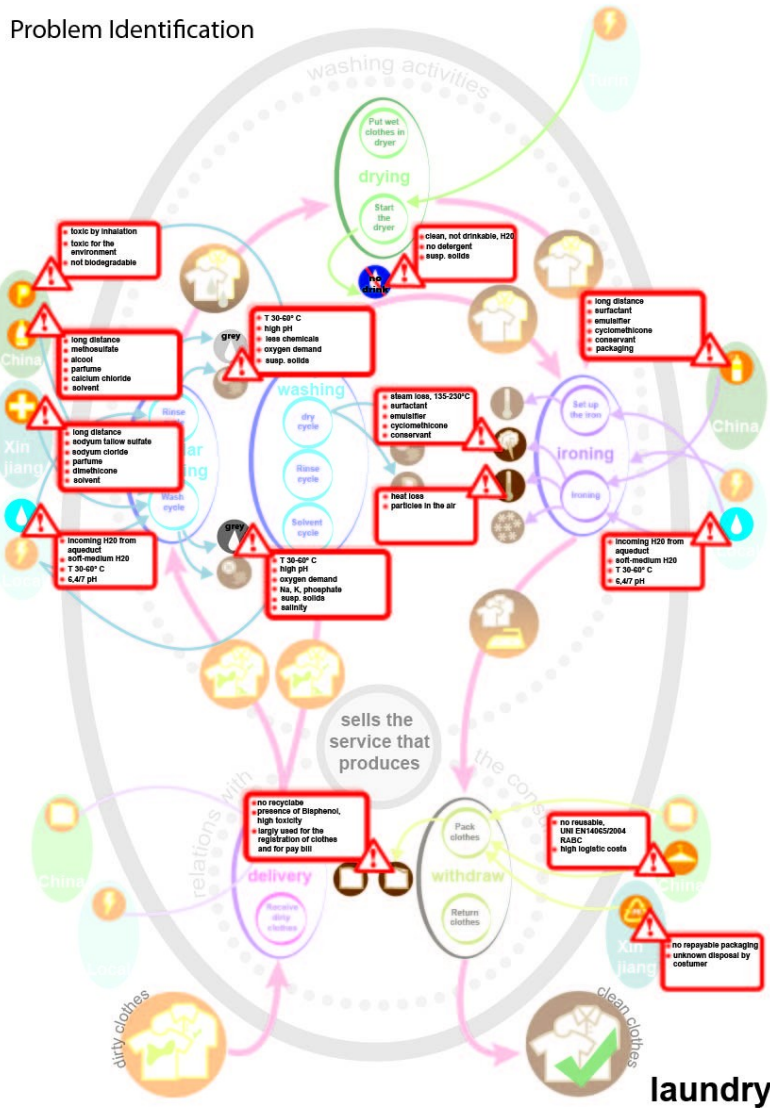 Problem Identification
washing activities
Put wet
clothes in
dryer
drying
Start
the
dryer
toxic by inhalation
toxic for the
environment
not biodegradable
clean, not drinkable, H20
no detergent
susp. solids
no
drink
P
China
long distance
methosulfate
alcool
parfume
calcium chloride
solvent
grey
T 30-60° C
high pH
less chemicals
oxygen demand
susp. solids
long distance
surfactant
emulsifier
cyclomethicone
conservant
packaging
China
washing
dry
cycle
Rinse
cycle
Solvent
cycle
steam loss, 135-230°C
surfactant
emulsifier
cyclomethicone
conservant
heat loss
particles in the air
Set up
the iron
ironing
Ironing
Xin
jiang
long distance
sodyum tallow sulfate
sodyum cloride
parfume
dimethicone
solvent
Rinse
cycle
Wash
cycle
incoming H20 from
aqueduct
soft-medium H20
T 30-60° C
6,4/7 pH
grey
T 30-60° C
high pH
oxygen demand
Na, K, phosphate
susp. solids
salinity
incoming H20 from
aqueduct
soft-medium H20
T 30-60° C
6,4/7 pH
sells the
service that
produces
relations with
the
no recyclabe
presence of Bisphenol,
high toxicity
largely used for the
registration of clothes
and for pay bill
delivery
Receive
dirty
clothes
China
Pack
clothes
withdraw
Return
clothes
no reusable,
UNI EN14065/2004
RABC
high logistic costs
China
Xin
jiang
no repayable packaging
unknown disposal by
costumer
dirty clothes
clean clothes
laundry